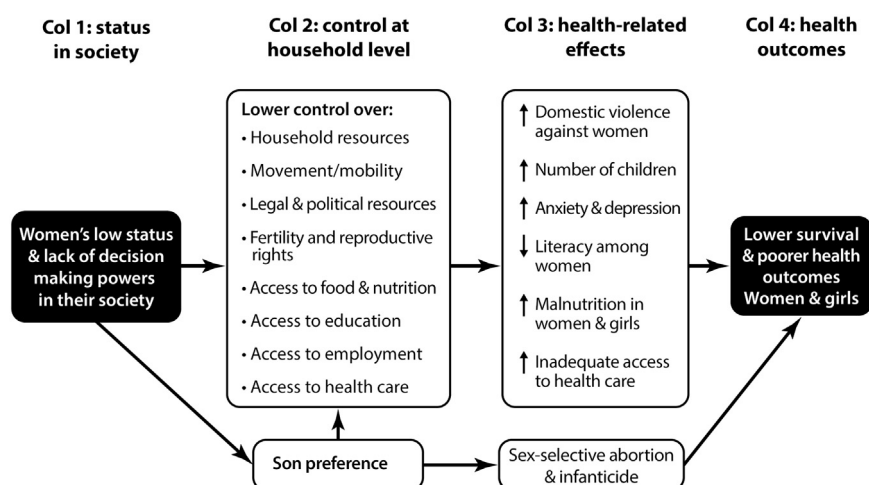 Col 1: status
in society
Col 2: control at
household level
Col 3: health-related
effects
Col 4: health
outcomes
Women's low status
& lack of decision
making powers
in their society
Lower control over:
• Household resources
• Movement/mobility
• Legal & political resources
• Fertility and reproductive
rights
• Access to food & nutrition
• Access to education
• Access to employment
• Access to health care
↑ Domestic violence
against women
↑ Number of children
↑ Anxiety & depression
↓ Literacy among
women
↑ Malnutrition in
women & girls
↑ Inadequate access
to health care
Lower survival
& poorer health
outcomes
Women & girls
Son preference
Sex-selective abortion
& infanticide